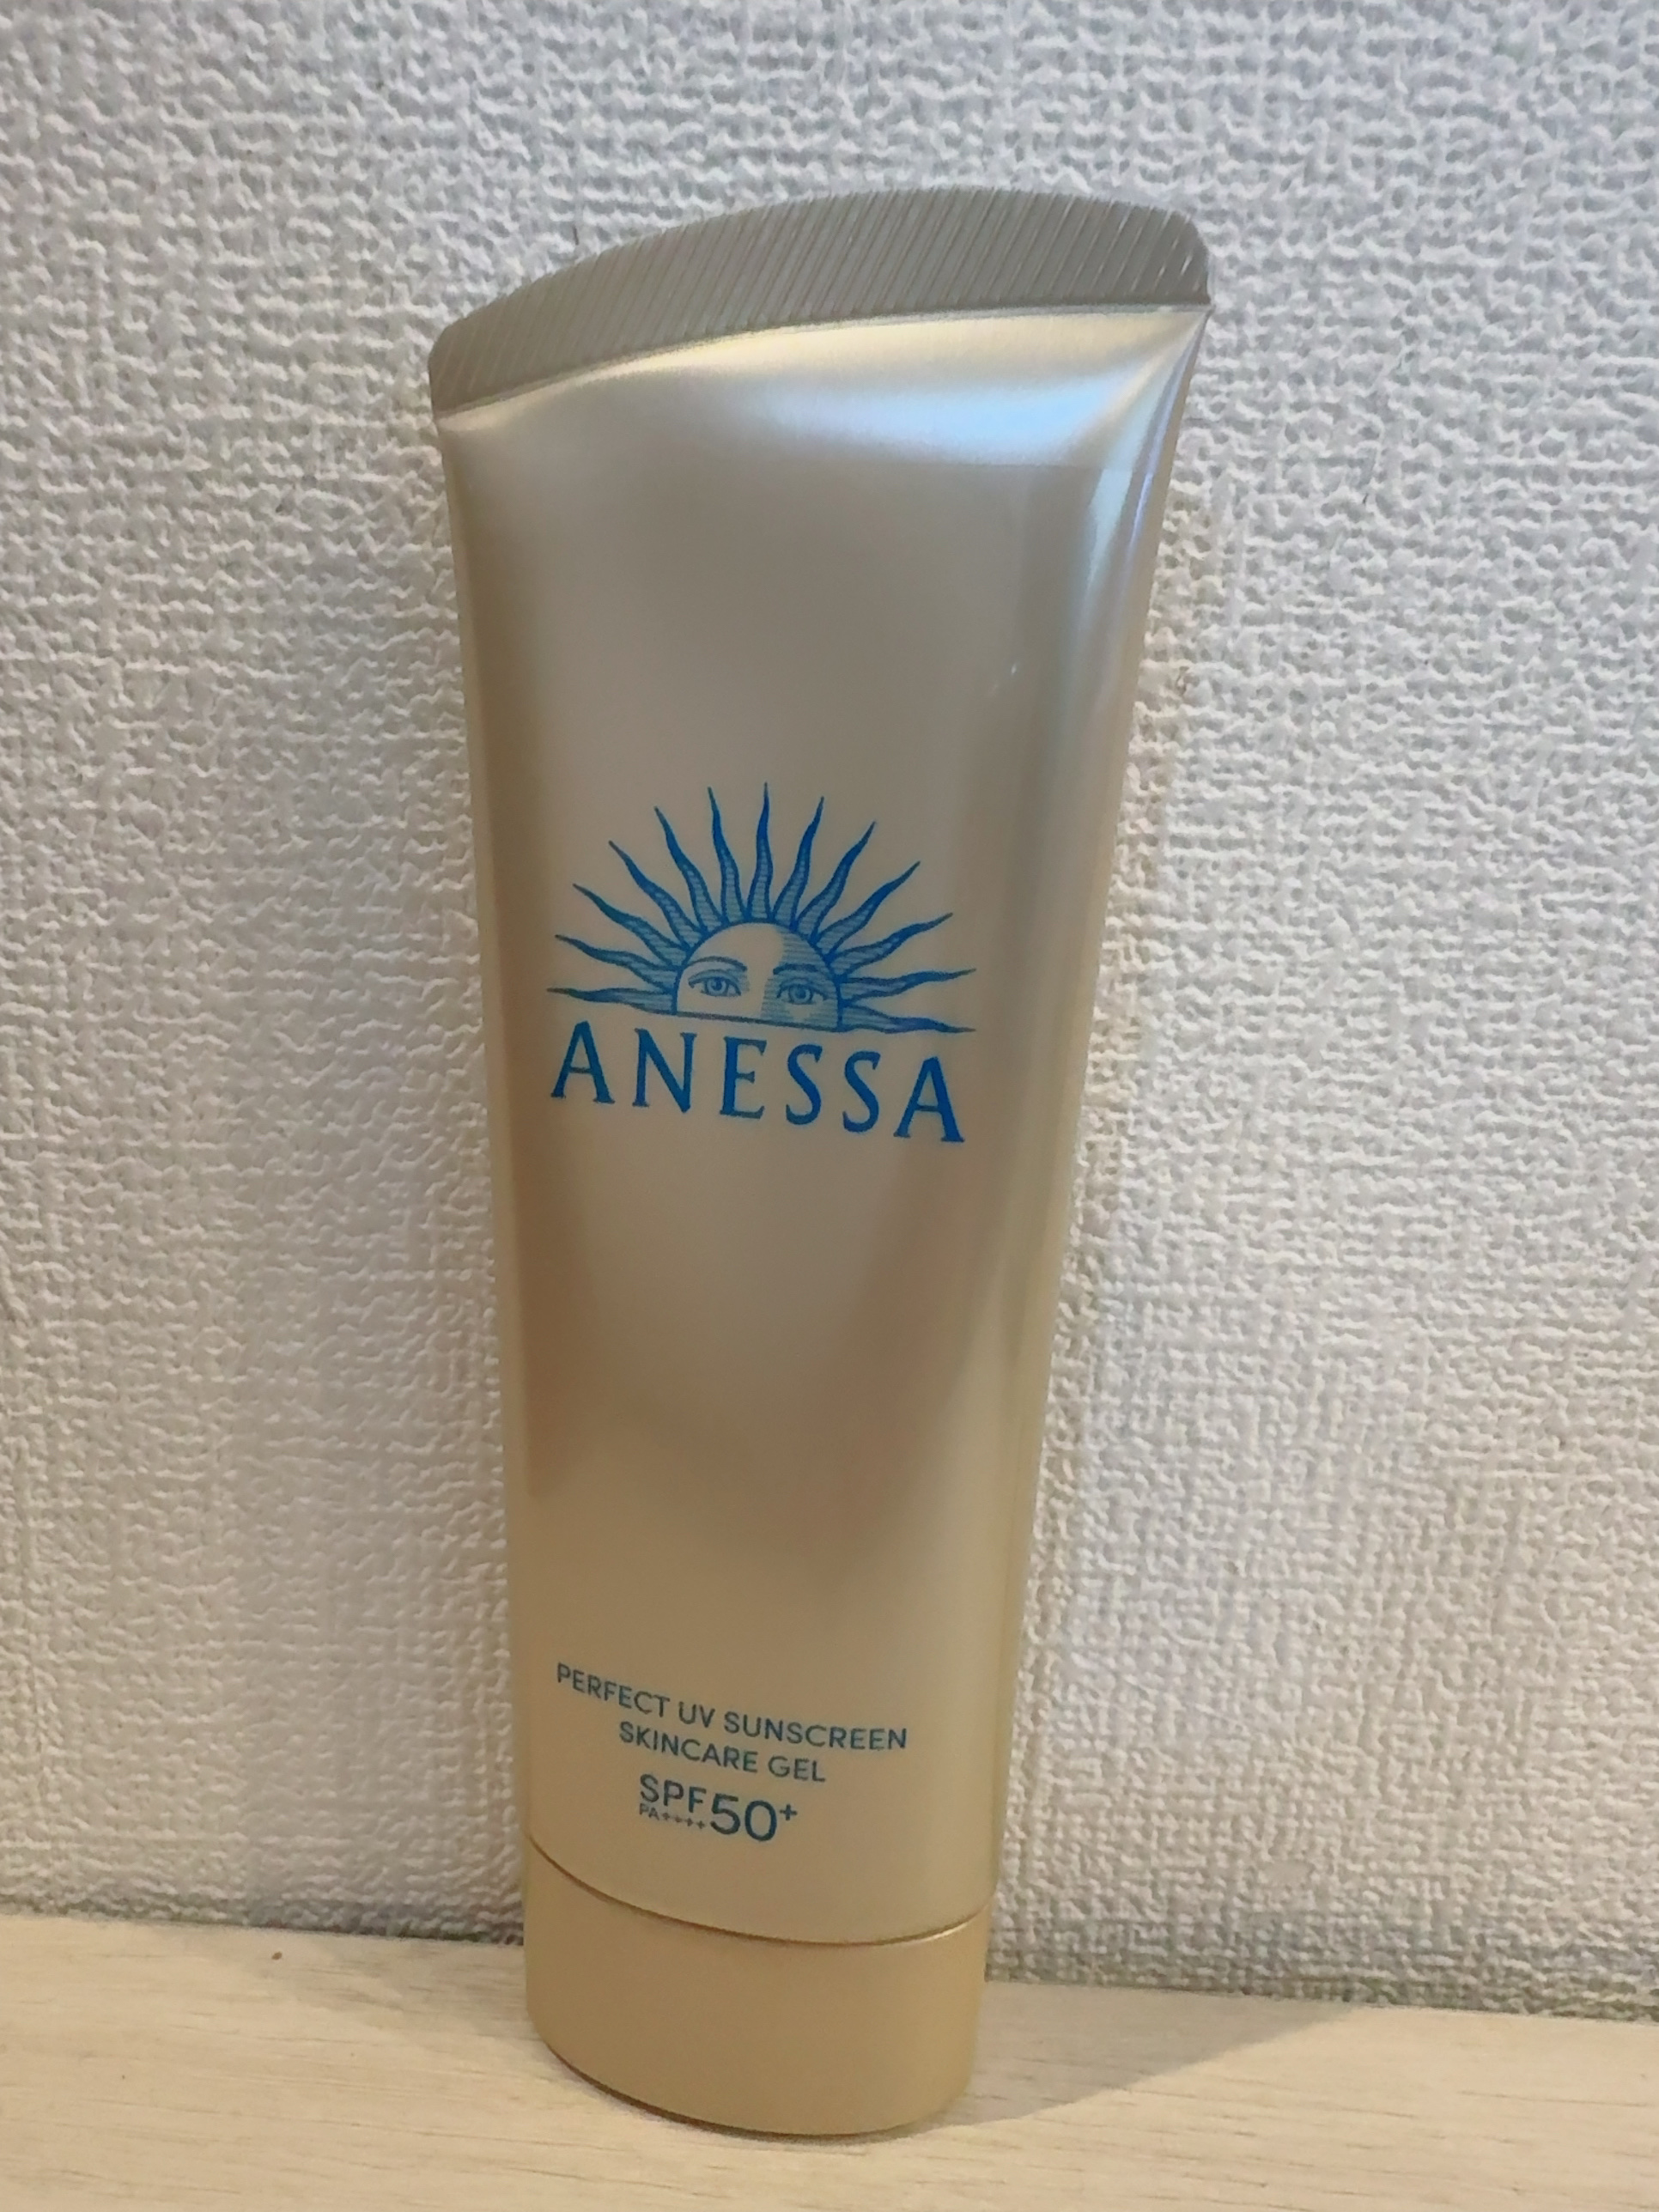 ANESSA
PERFECT UV SUNSCREEN
SKINCARE GEL
SPF50+
PA++++